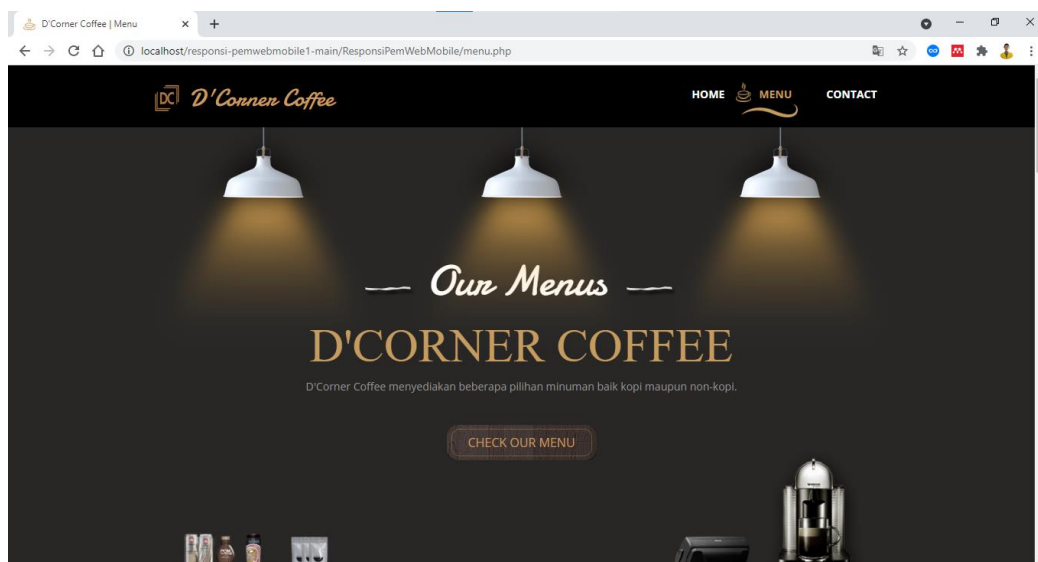 D'Corner Coffee | Menu
localhost/responsi-pemwebmobile1-main/ResponsiPemWebMobile/menu.php
DC D'Corner Coffee
HOME MENU CONTACT
Our Menus
D'CORNER COFFEE
D'Corner Coffee menyediakan beberapa pilihan minuman baik kopi maupun non-kopi.
CHECK OUR MENU